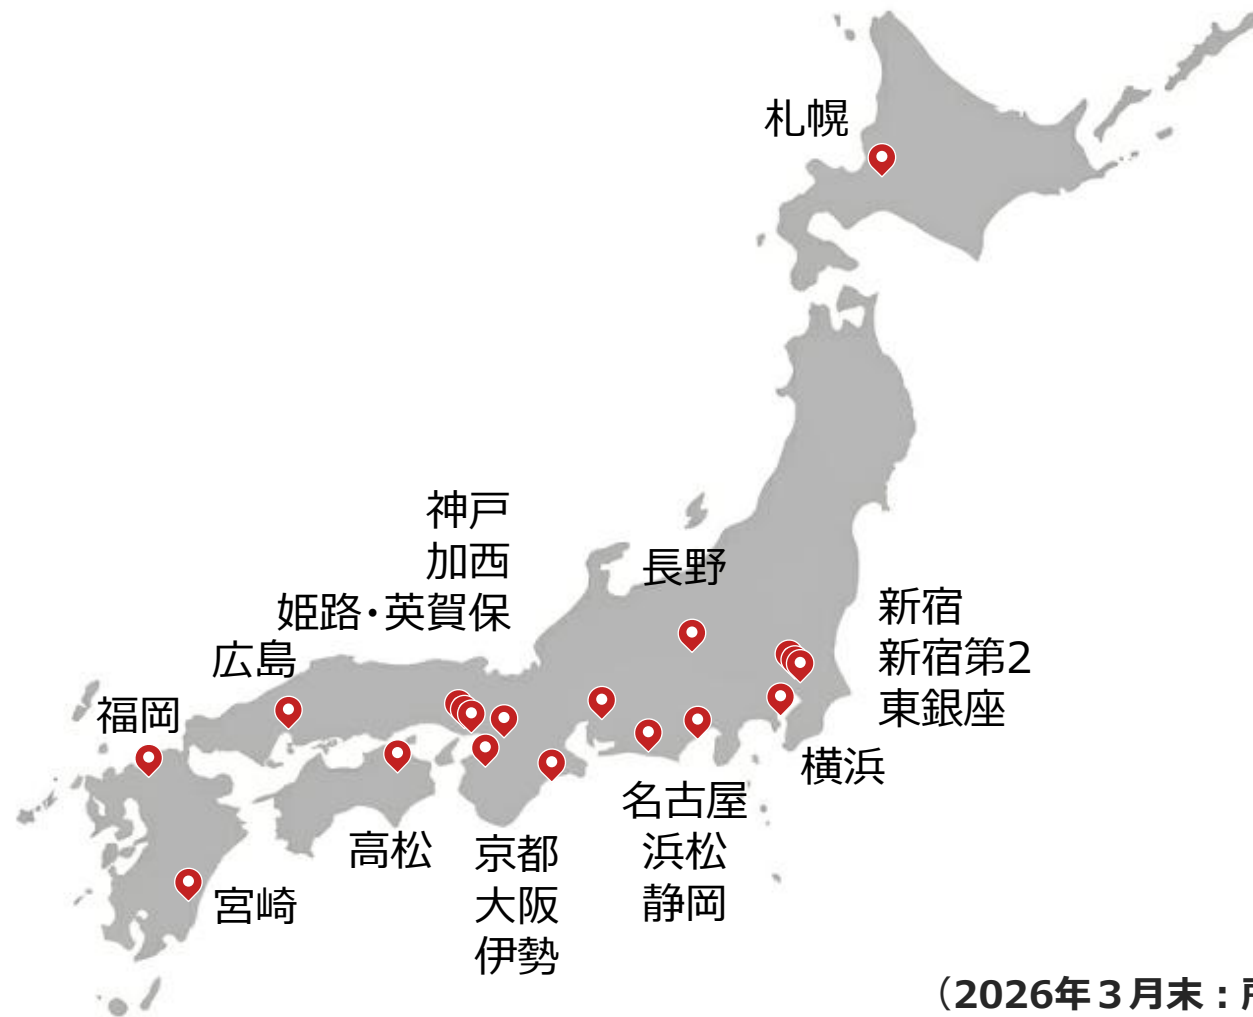 札幌
神戸
加西
姫路・英賀保
長野
新宿
新宿第2
東銀座
広島
福岡
横浜
名古屋
浜松
静岡
高松
京都
大阪
伊勢
宮崎
（2026年３月末：